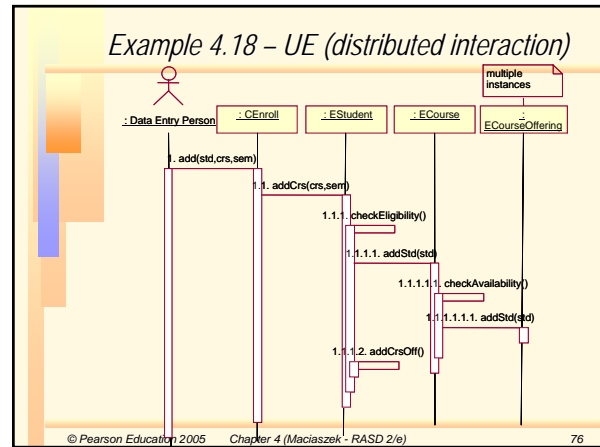 Example 4.18 – UE (distributed interaction)
multiple
instances
: Data Entry Person
: CEnroll
: EStudent
: ECourse
:
ECourseOffering
1. add(std,crs,sem)
1.1. addCrs(crs,sem)
1.1.1. checkEligibility()
1.1.1.1. addStd(std)
1.1.1.1.1. checkAvailability()
1.1.1.1.1.1. addStd(std)
1.1.1.2. addCrsOff()
© Pearson Education 2005 Chapter 4 (Maciaszek - RASD 2/e) 76